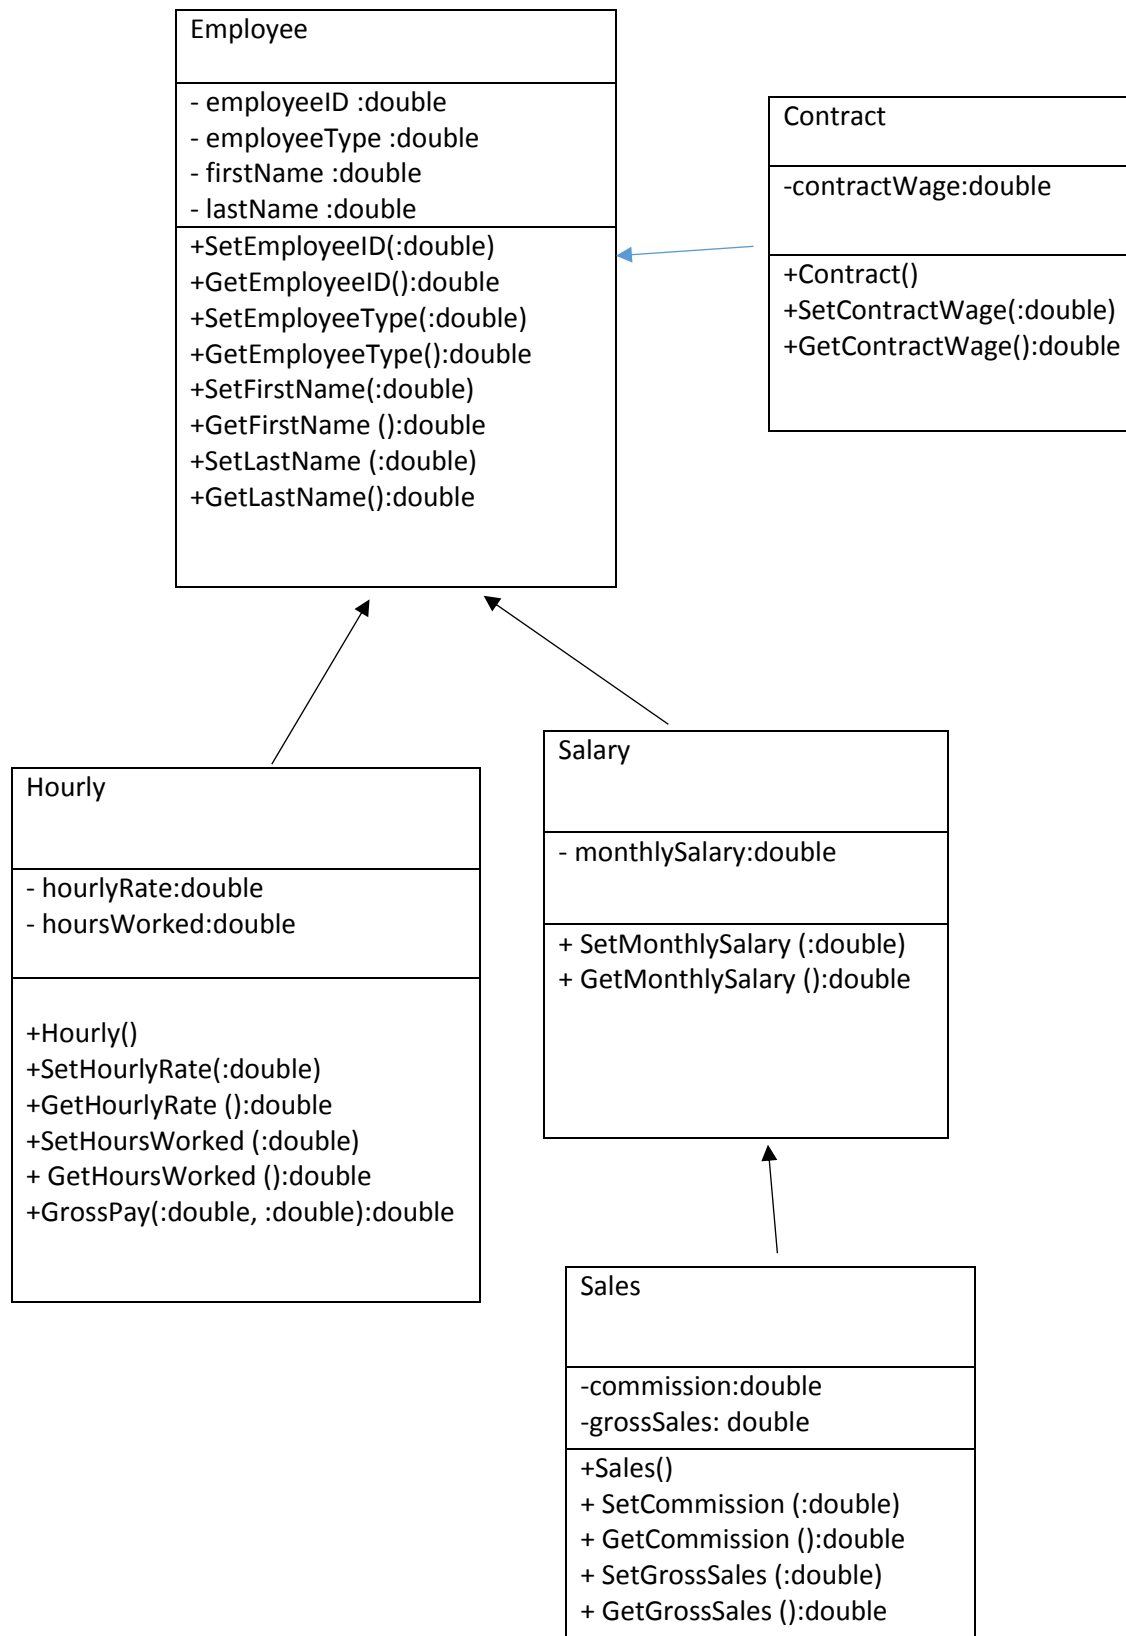 Employee
- employeeID :double
- employeeType :double
- firstName :double
- lastName :double
+SetEmployeeID(:double)
+GetEmployeeID():double
+SetEmployeeType(:double)
+GetEmployeeType():double
+SetFirstName(:double)
+GetFirstName ():double
+SetLastName (:double)
+GetLastName():double
Contract
-contractWage:double
+Contract()
+SetContractWage(:double)
+GetContractWage():double
Hourly
- hourlyRate:double
- hoursWorked:double
+Hourly()
+SetHourlyRate(:double)
+GetHourlyRate ():double
+SetHoursWorked (:double)
+ GetHoursWorked ():double
+GrossPay(:double, :double):double
Salary
- monthlySalary:double
+ SetMonthlySalary (:double)
+ GetMonthlySalary ():double
Sales
-commission:double
-grossSales: double
+Sales()
+ SetCommission (:double)
+ GetCommission ():double
+ SetGrossSales (:double)
+ GetGrossSales ():double